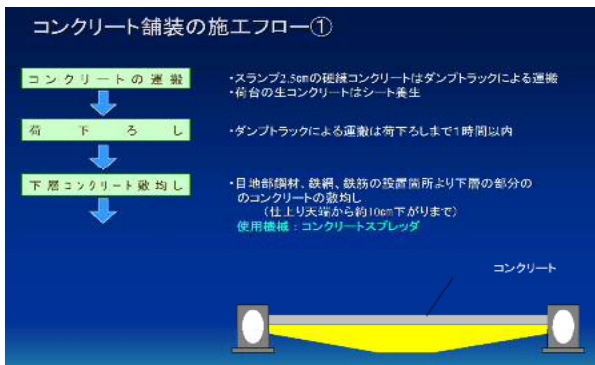 コンクリート舗装の施工フロー①
コンクリートの運搬
・スランプ2.5cmの硬練コンクリートはダンプトラックによる運搬
・荷台の生コンクリートはシート養生
荷下ろし
・ダンプトラックによる運搬は荷下ろしまで1時間以内
下層コンクリート敷均し
・目地部鋼材、鉄網、鉄筋の設置箇所より下層の部分の
のコンクリートの敷均し
（仕上り天端から約10cm下がりまで）
使用機械：コンクリートスプレッダ
コンクリート